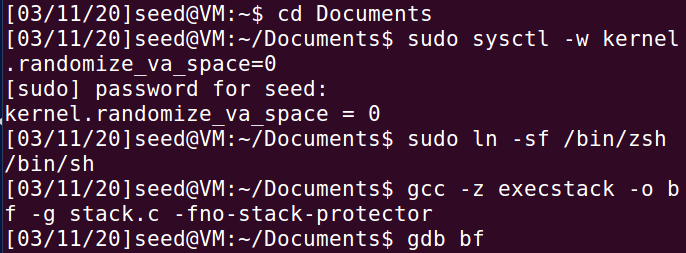 [03/11/20]seed@VM:~$ cd Documents
[03/11/20]seed@VM:~/Documents$ sudo sysctl -w kernel
.randomize_va_space=0
[sudo] password for seed:
kernel.randomize_va_space = 0
[03/11/20]seed@VM:~/Documents$ sudo ln -sf /bin/zsh
/bin/sh
[03/11/20]seed@VM:~/Documents$ gcc -z execstack -o b
f -g stack.c -fno-stack-protector
[03/11/20]seed@VM:~/Documents$ gdb bf